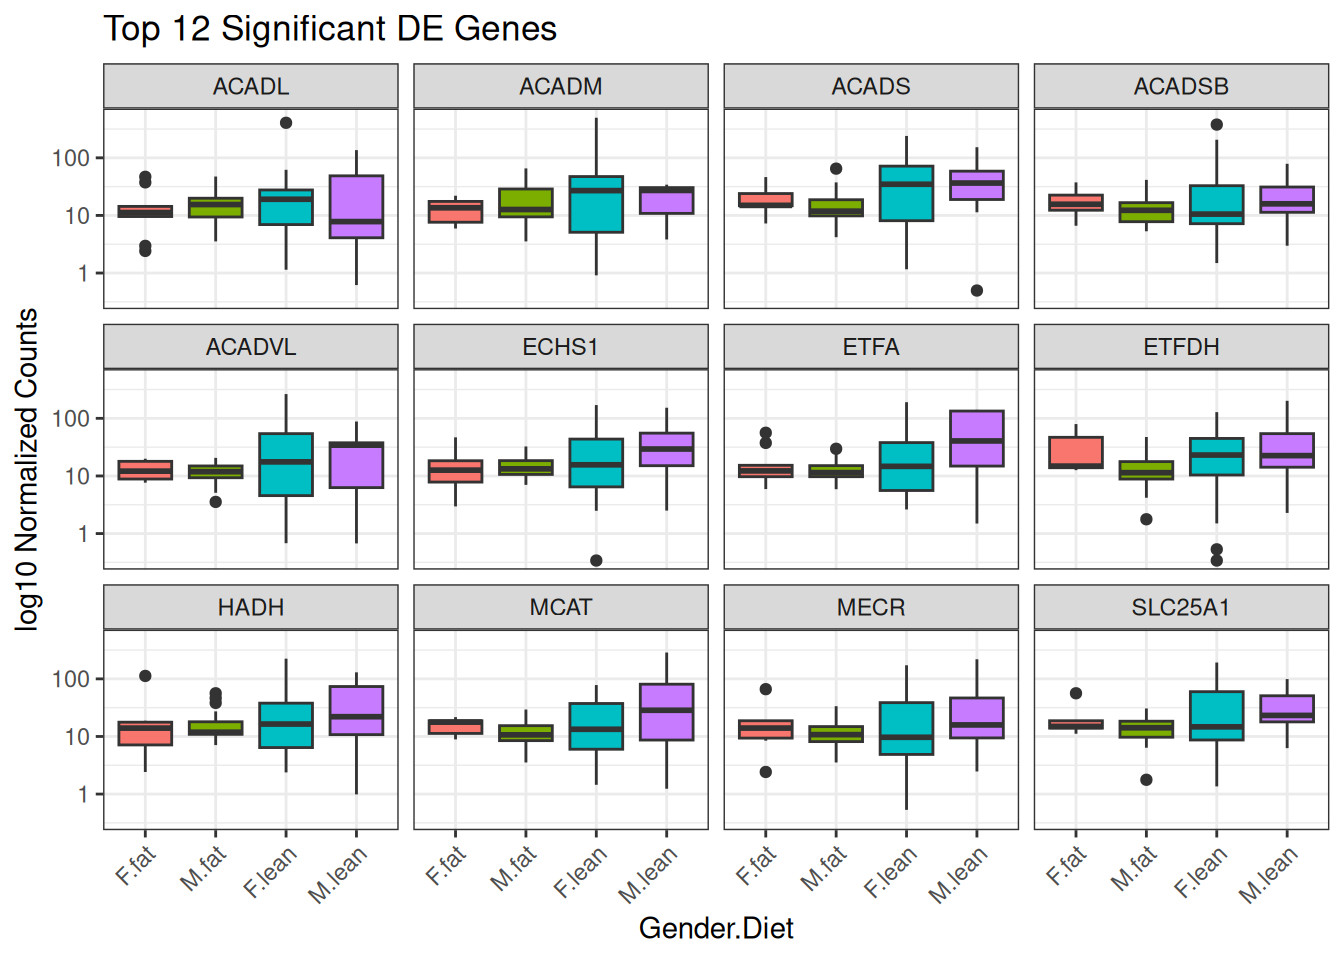 Top 12 Significant DE Genes
ACADL ACADM ACADS ACADSB
100
10
1
ACADVL ECHS1 ETFA ETFDH
100
10
1
HADH MCAT MECR SLC25A1
100
10
1
log10 Normalized Counts
F.fat M.fat F.lean M.lean F.fat M.fat F.lean M.lean F.fat M.fat F.lean M.lean F.fat M.fat F.lean M.lean
Gender.Diet